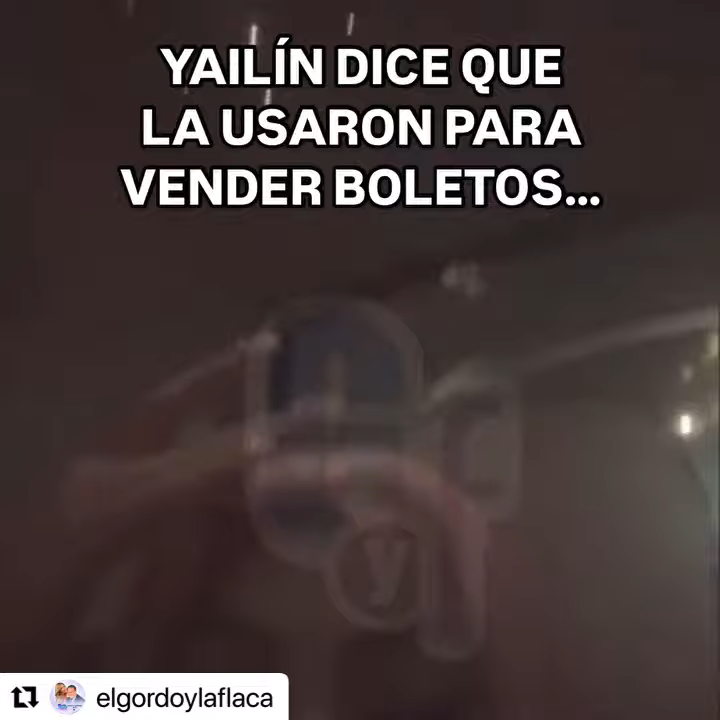 YAILÍN DICE QUE
LA USARON PARA
VENDER BOLETOS...
y
elgordoylaflaca